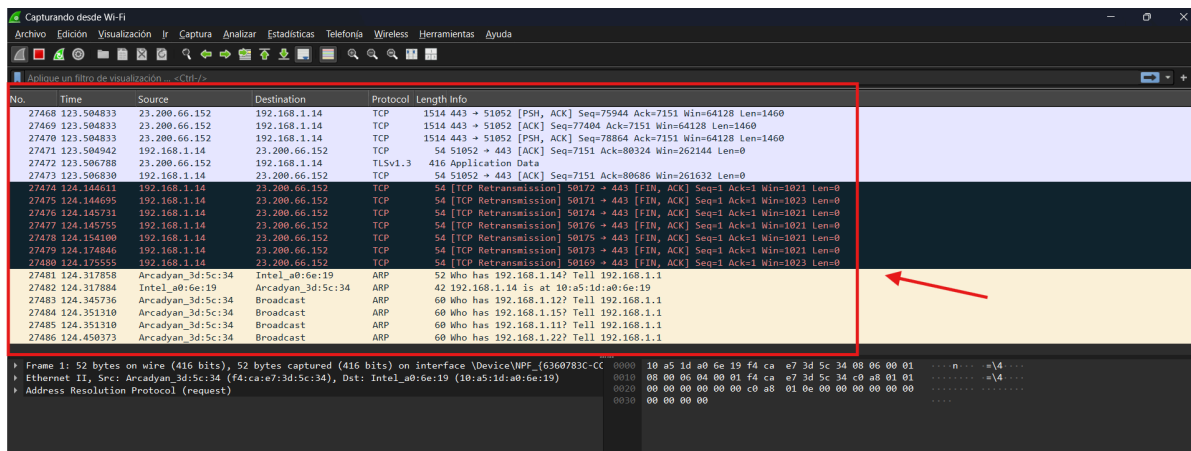 Capturando desde Wi-Fi
Archivo Edición Visualización Ir Captura Analizar Estadísticas Telefonía Wireless Herramientas Ayuda
Aplique un filtro de visualización ... <Ctrl-/>
No. Time Source Destination Protocol Length Info
27468 123.504833 23.200.66.152 192.168.1.14 TCP 1514 443 → 51052 [PSH, ACK] Seq=75944 Ack=7151 Win=64128 Len=1460
27469 123.504833 23.200.66.152 192.168.1.14 TCP 1514 443 → 51052 [ACK] Seq=77404 Ack=7151 Win=64128 Len=1460
27470 123.504833 23.200.66.152 192.168.1.14 TCP 1514 443 → 51052 [PSH, ACK] Seq=78864 Ack=7151 Win=64128 Len=1460
27471 123.504942 192.168.1.14 23.200.66.152 TCP 54 51052 → 443 [ACK] Seq=7151 Ack=80324 Win=262144 Len=0
27472 123.506788 23.200.66.152 192.168.1.14 TLSv1.3 416 Application Data
27473 123.506830 192.168.1.14 23.200.66.152 TCP 54 51052 → 443 [ACK] Seq=7151 Ack=80686 Win=261632 Len=0
27474 124.144611 192.168.1.14 23.200.66.152 TCP 54 [TCP Retransmission] 50172 → 443 [FIN, ACK] Seq=1 Ack=1 Win=1021 Len=0
27475 124.144695 192.168.1.14 23.200.66.152 TCP 54 [TCP Retransmission] 50171 → 443 [FIN, ACK] Seq=1 Ack=1 Win=1023 Len=0
27476 124.145731 192.168.1.14 23.200.66.152 TCP 54 [TCP Retransmission] 50174 → 443 [FIN, ACK] Seq=1 Ack=1 Win=1021 Len=0
27477 124.145755 192.168.1.14 23.200.66.152 TCP 54 [TCP Retransmission] 50175 → 443 [FIN, ACK] Seq=1 Ack=1 Win=1021 Len=0
27478 124.154100 192.168.1.14 23.200.66.152 TCP 54 [TCP Retransmission] 50176 → 443 [FIN, ACK] Seq=1 Ack=1 Win=1021 Len=0
27479 124.174846 192.168.1.14 23.200.66.152 TCP 54 [TCP Retransmission] 50173 → 443 [FIN, ACK] Seq=1 Ack=1 Win=1021 Len=0
27480 124.175555 192.168.1.14 23.200.66.152 TCP 54 [TCP Retransmission] 50169 → 443 [FIN, ACK] Seq=1 Ack=1 Win=1023 Len=0
27481 124.317858 Arcadyan_3d:5c:34 Intel_a0:6e:19 ARP 52 Who has 192.168.1.14? Tell 192.168.1.1
27482 124.317884 Intel_a0:6e:19 Arcadyan_3d:5c:34 ARP 42 192.168.1.14 is at 10:a5:1d:a0:6e:19
27483 124.345736 Arcadyan_3d:5c:34 Broadcast ARP 60 Who has 192.168.1.12? Tell 192.168.1.1
27484 124.351310 Arcadyan_3d:5c:34 Broadcast ARP 60 Who has 192.168.1.15? Tell 192.168.1.1
27485 124.351310 Arcadyan_3d:5c:34 Broadcast ARP 60 Who has 192.168.1.11? Tell 192.168.1.1
27486 124.450373 Arcadyan_3d:5c:34 Broadcast ARP 60 Who has 192.168.1.22? Tell 192.168.1.1
Frame 1: 52 bytes on wire (416 bits), 52 bytes captured (416 bits) on interface \Device\NPF_{6360783C-CC
Ethernet II, Src: Arcadyan_3d:5c:34 (f4:ca:e7:3d:5c:34), Dst: Intel_a0:6e:19 (10:a5:1d:a0:6e:19)
Address Resolution Protocol (request)
0000 10 a5 1d a0 6e 19 f4 ca e7 3d 5c 34 08 06 00 01 ····n··· ·=\4····
0010 08 00 06 04 00 01 f4 ca e7 3d 5c 34 c0 a8 01 01 ········ ·=\4····
0020 00 00 00 00 00 00 c0 a8 01 0e 00 00 00 00 00 00 ········ ········
0030 00 00 00 00 ····